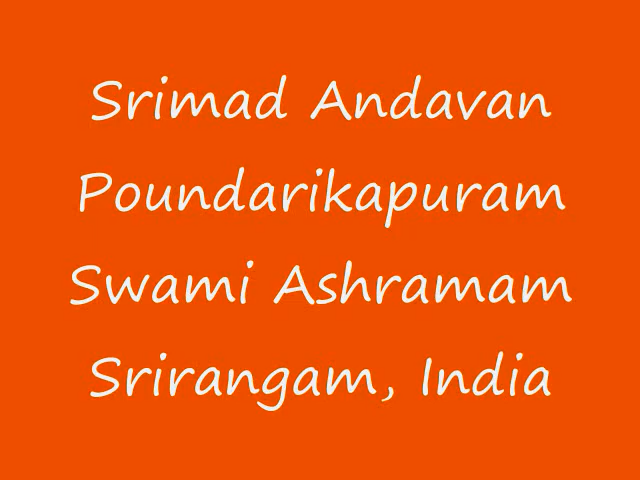 Srimad Andavan
Poundarikapuram
Swami Ashramam
Srirangam, India